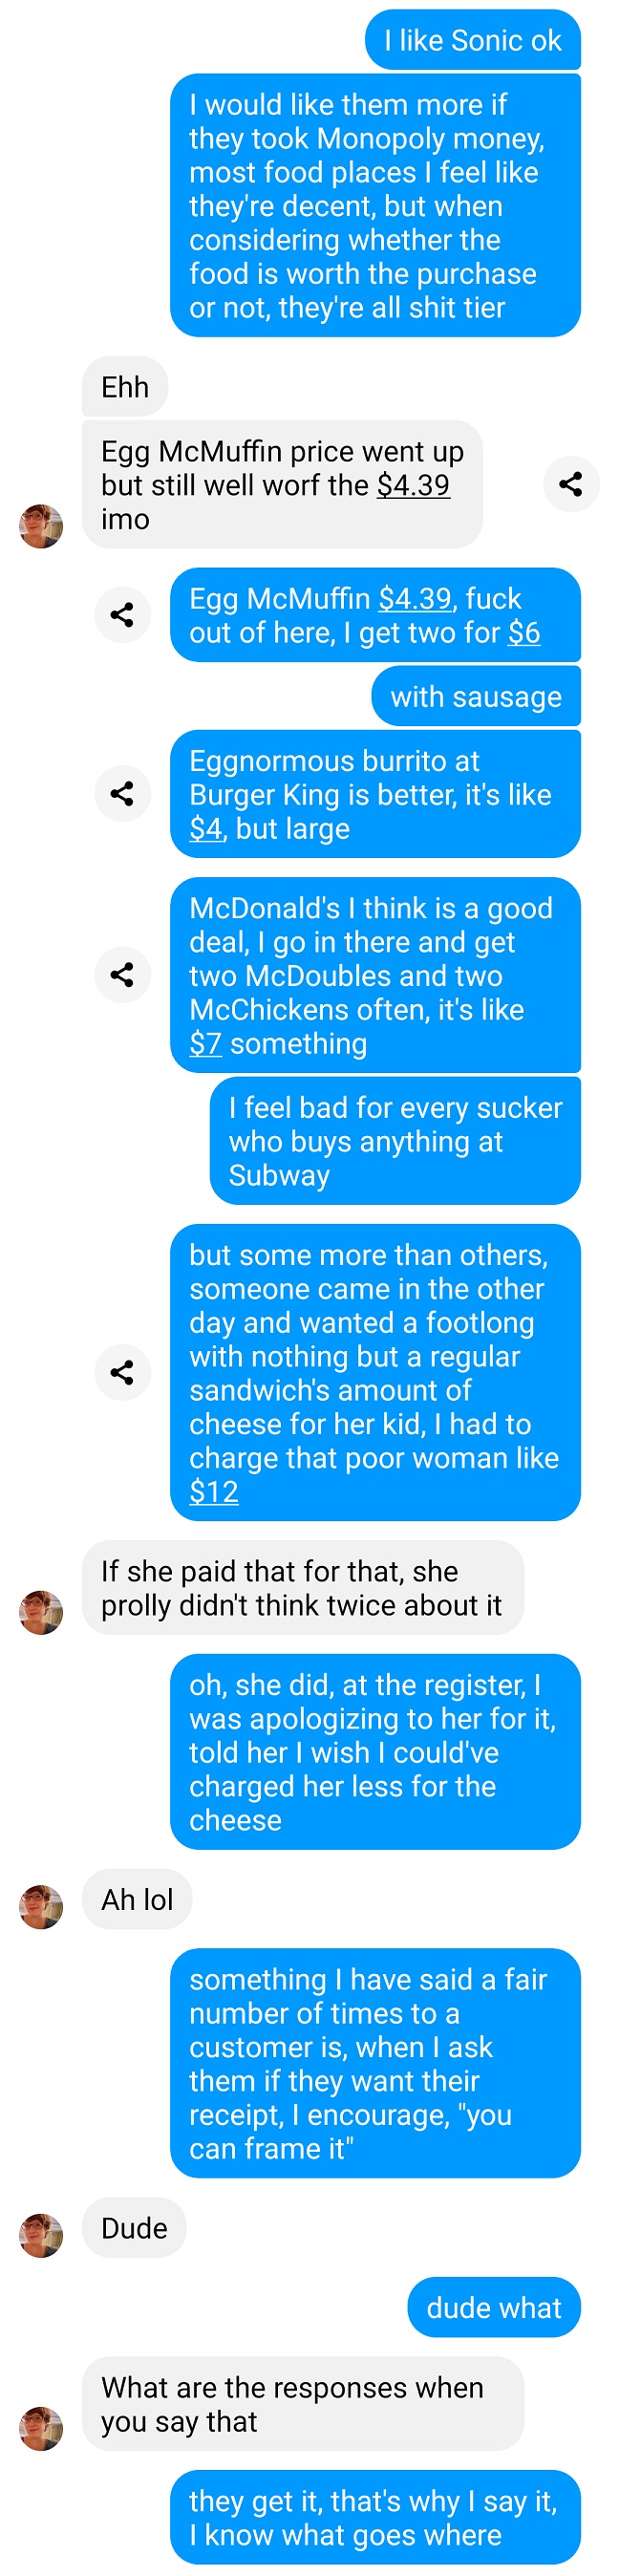 I like Sonic ok
I would like them more if
they took Monopoly money,
most food places I feel like
they're decent, but when
considering whether the
food is worth the purchase
or not, they're all shit tier
Ehh
Egg McMuffin price went up
but still well worf the $4.39
imo
Egg McMuffin $4.39, fuck
out of here, I get two for $6
with sausage
Eggnormous burrito at
Burger King is better, it's like
$4, but large
McDonald's I think is a good
deal, I go in there and get
two McDoubles and two
McChickens often, it's like
$7 something
I feel bad for every sucker
who buys anything at
Subway
but some more than others,
someone came in the other
day and wanted a footlong
with nothing but a regular
sandwich's amount of
cheese for her kid, I had to
charge that poor woman like
$12
If she paid that for that, she
prolly didn't think twice about it
oh, she did, at the register, I
was apologizing to her for it,
told her I wish I could've
charged her less for the
cheese
Ah lol
something I have said a fair
number of times to a
customer is, when I ask
them if they want their
receipt, I encourage, "you
can frame it"
Dude
dude what
What are the responses when
you say that
they get it, that's why I say it,
I know what goes where